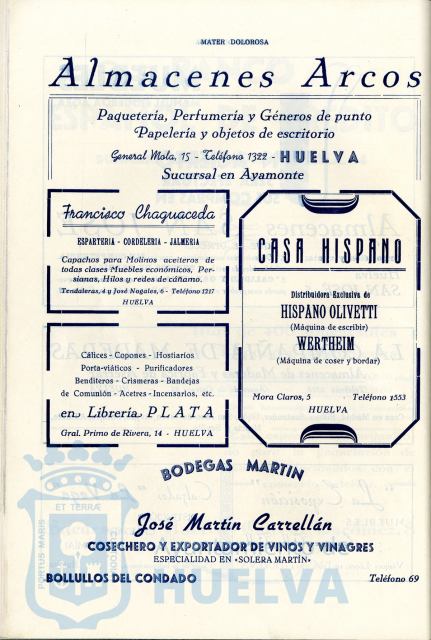 MATER DOLOROSA
Almacenes Arcos
Paquetería, Perfumería y Géneros de punto
Papelería y objetos de escritorio
General Mola, 15 - Teléfono 1322 - HUELVA
Sucursal en Ayamonte
Francisco Chaguaceda
ESPARTERIA - CORDELERIA - JALMERIA
Capachos para Molinos aceiteros de
todas clases Muebles económicos, Per-
sianas, Hilos y redes de cáñamo.
Tendaleras, 4 y José Nogales, 6 - Teléfono 1217
HUELVA
Cálices - Copones - Hostiarios
Porta-viáticos - Purificadores
Benditeros - Crismeras - Bandejas
de Comunión - Acetres - Incensarios, etc.
en Librería PLATA
Gral. Primo de Rivera, 14 - HUELVA
CASA HISPANO
Distribuidora Exclusiva de
HISPANO OLIVETTI
(Máquina de escribir)
WERTHEIM
(Máquina de coser y bordar)
Mora Claros, 5 Teléfono 1553
HUELVA
BODEGAS MARTIN
José Martín Carrellán
COSECHERO Y EXPORTADOR DE VINOS Y VINAGRES
ESPECIALIDAD EN «SOLERA MARTÍN»
BOLLULLOS DEL CONDADO Teléfono 69
PORTUS MARIS ET TERRÆ CUSTODIA
HUELVA